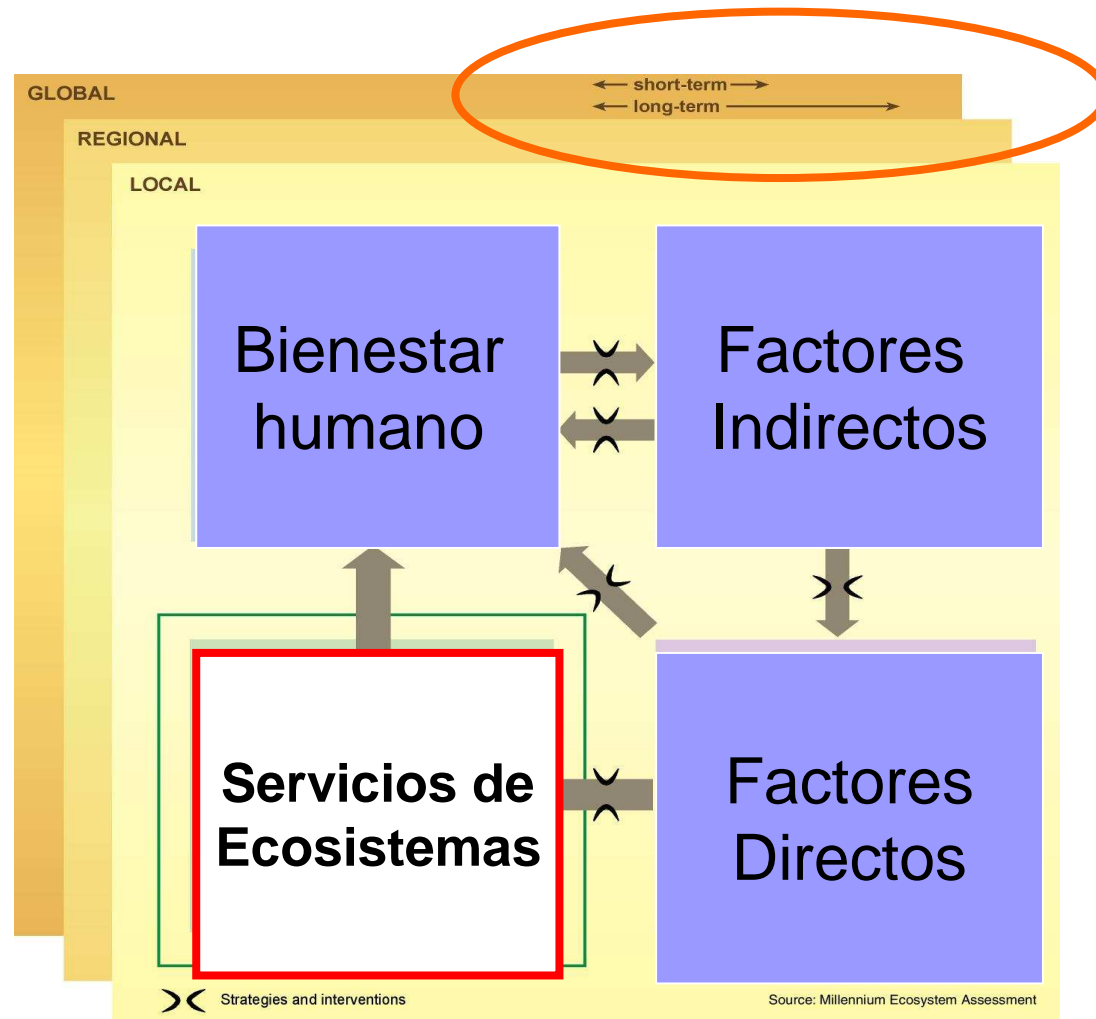 GLOBAL
short-term
long-term
REGIONAL
LOCAL
Bienestar
humano
Factores
Indirectos
Servicios de
Ecosistemas
Factores
Directos
Strategies and interventions
Source: Millennium Ecosystem Assessment